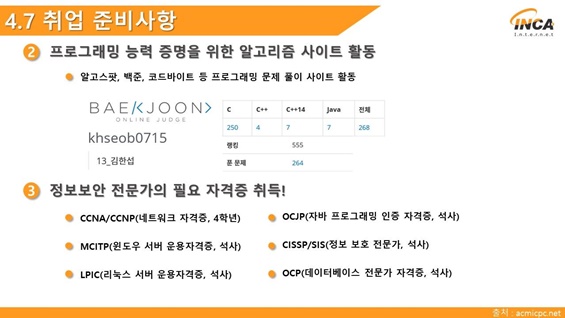 4.7 취업 준비사항
INCA
Internet
2 프로그래밍 능력 증명을 위한 알고리즘 사이트 활동
알고스팟, 백준, 코드바이트 등 프로그래밍 문제 풀이 사이트 활동
BAEKJOON>
ONLINE JUDGE
khseob0715
13_김한섭
C C++ C++14 Java 전체
250 4 7 7 268
랭킹 555
푼 문제 264
3 정보보안 전문가의 필요 자격증 취득!
CCNA/CCNP(네트워크 자격증, 4학년)
OCJP(자바 프로그래밍 인증 자격증, 석사)
MCITP(윈도우 서버 운용자격증, 석사)
CISSP/SIS(정보 보호 전문가, 석사)
LPIC(리눅스 서버 운용자격증, 석사)
OCP(데이터베이스 전문가 자격증, 석사)
출처 : acmicpc.net